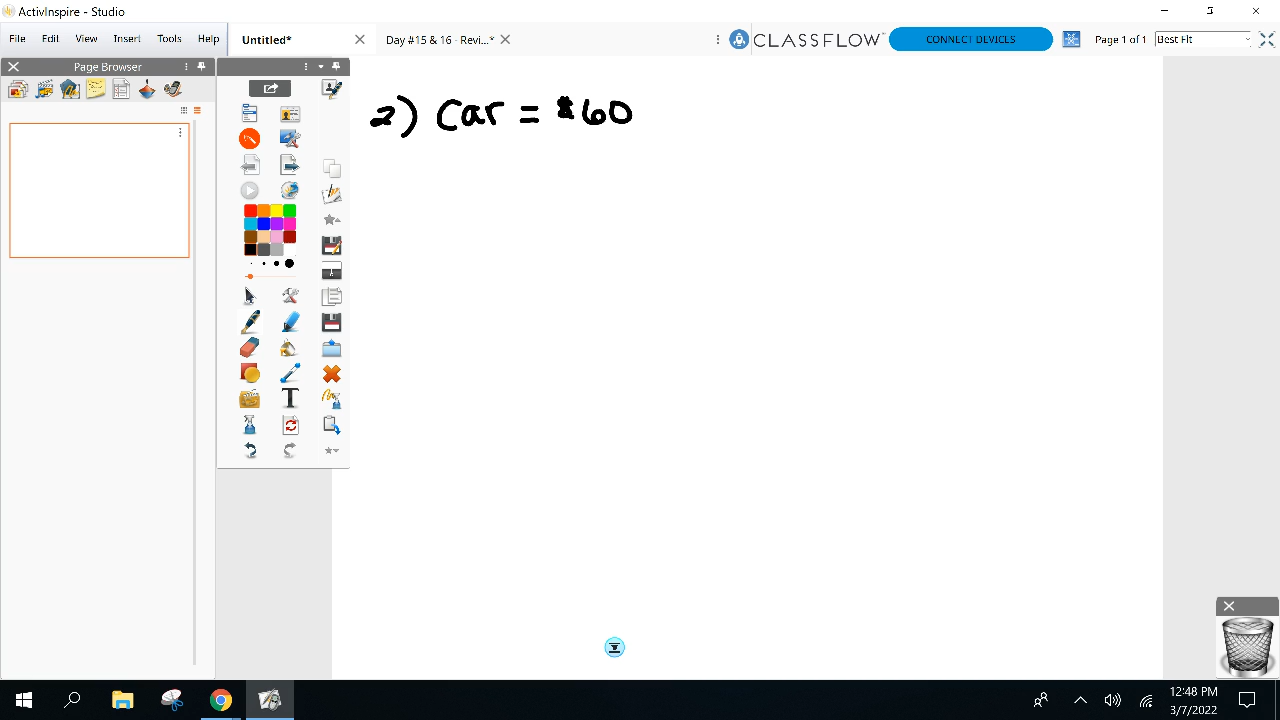 ActivInspire - Studio
File Edit View Insert Tools Help
Untitled*
Day #15 & 16 - Revi...*
CLASSFLOW
CONNECT DEVICES
Page 1 of 1
Best Fit
Page Browser
2) Car = $60
T
12:48 PM
3/7/2022